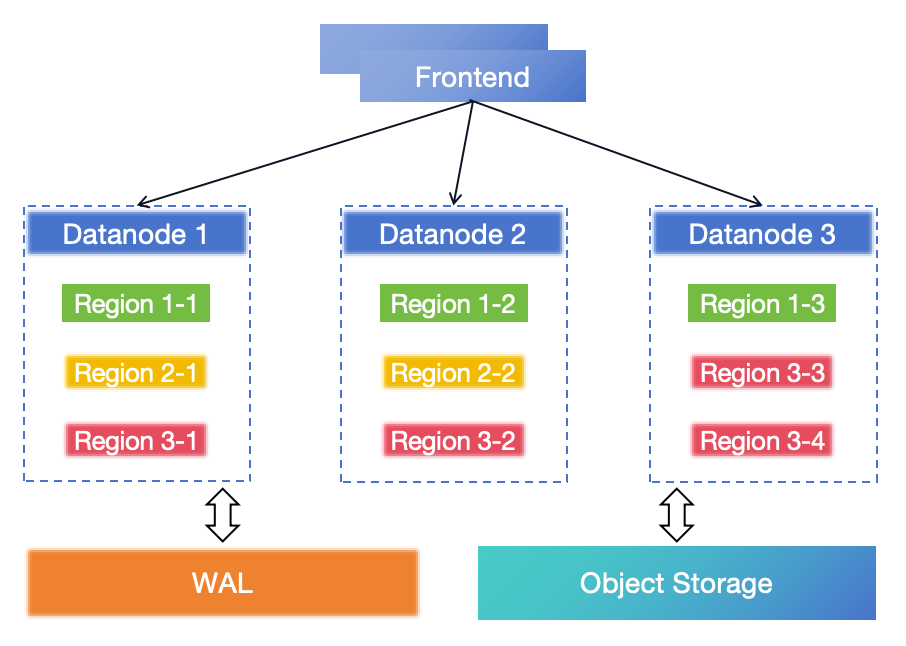 Frontend
Datanode 1
Datanode 2
Datanode 3
Region 1-1
Region 1-2
Region 1-3
Region 2-1
Region 2-2
Region 3-3
Region 3-1
Region 3-2
Region 3-4
WAL
Object Storage